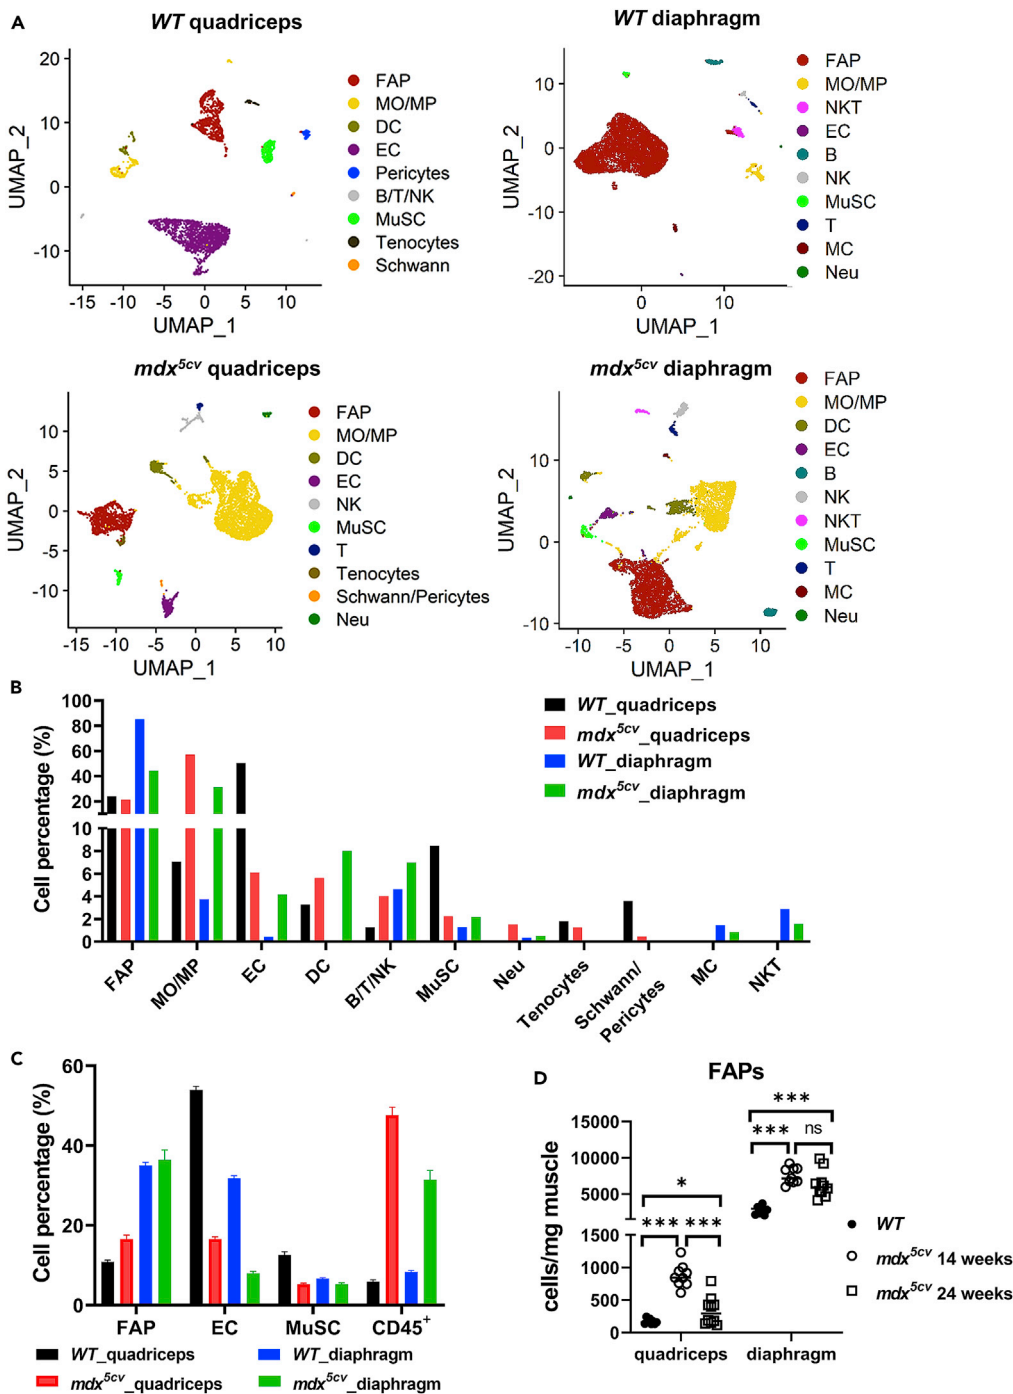 A
WT quadriceps
WT diaphragm
20
10
0
-10
UMAP_2
-15 -10 -5 0 5 10
UMAP_1
FAP
MO/MP
DC
EC
Pericytes
B/T/NK
MuSC
Tenocytes
Schwann
10
0
-10
-20
UMAP_2
0 10
UMAP_1
FAP
MO/MP
NKT
EC
B
NK
MuSC
T
MC
Neu
mdx5cv quadriceps
mdx5cv diaphragm
10
5
0
-5
-10
UMAP_2
-15 -10 -5 0 5 10
UMAP_1
FAP
MO/MP
DC
EC
NK
MuSC
T
Tenocytes
Schwann/Pericytes
Neu
10
0
-10
UMAP_2
-10 -5 0 5 10
UMAP_1
FAP
MO/MP
DC
EC
B
NK
NKT
MuSC
T
MC
Neu
B
Cell percentage (%)
100
80
60
40
20
10
8
6
4
2
0
FAP
MO/MP
EC
DC
B/T/NK
MuSC
Neu
Tenocytes
Schwann/
Pericytes
MC
NKT
WT_quadriceps
mdx5cv_quadriceps
WT_diaphragm
mdx5cv_diaphragm
C
Cell percentage (%)
60
40
20
0
FAP EC MuSC CD45+
WT_quadriceps
mdx5cv_quadriceps
WT_diaphragm
mdx5cv_diaphragm
D
FAPs
cells/mg muscle
15000
10000
5000
1500
1000
500
0
*
*** ***
***
*** ns
quadriceps diaphragm
WT
mdx5cv 14 weeks
mdx5cv 24 weeks